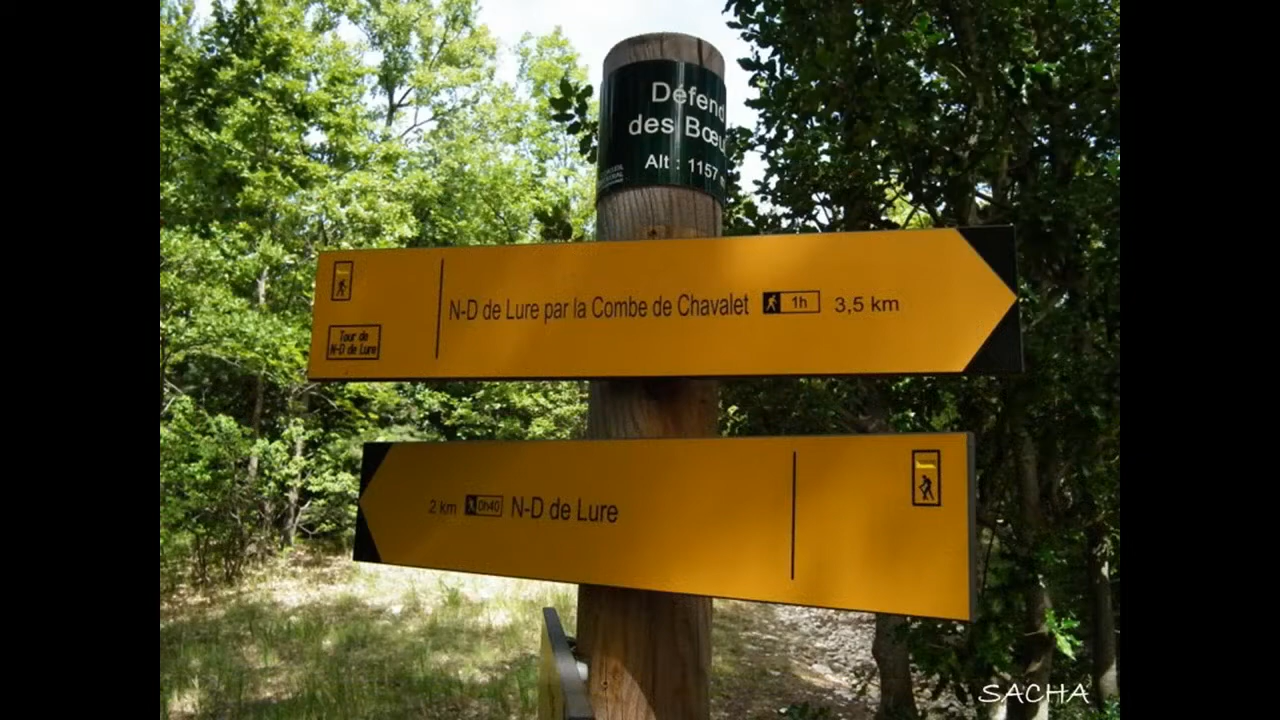 Défend
des Bœu
Alt : 1157 m
N-D de Lure par la Combe de Chavalet 1h 3,5 km
Tour de
N-D de Lure
2 km 0h40 N-D de Lure
SACHA